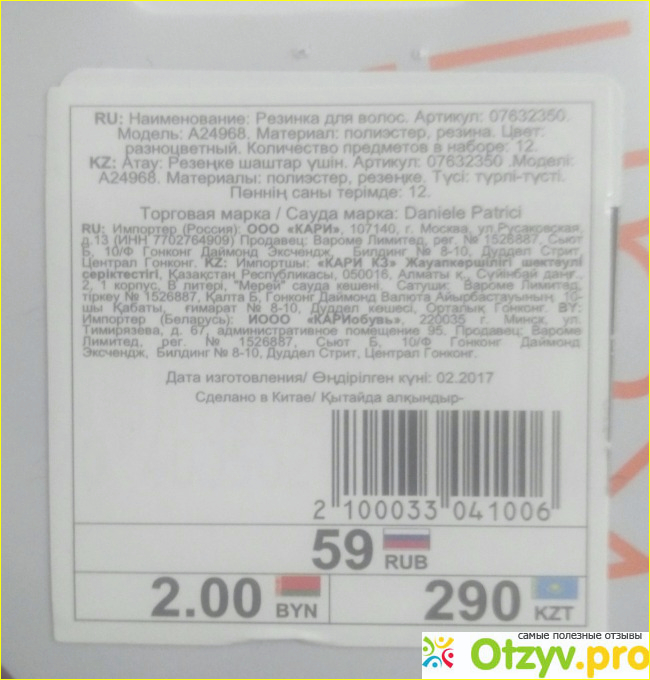 RU: Наименование: Резинка для волос. Артикул: 07632350.
Модель: А24968. Материал: полиэстер, резина. Цвет:
разноцветный. Количество предметов в наборе: 12.
KZ: Атау: Резеңке шаштар үшін. Артикул: 07632350 .Моделі:
А24968. Материалы: полиэстер, резеңке. Түсі: түрлі-түсті.
Пәннің саны терімде: 12.
Торговая марка / Сауда марка: Daniele Patrici
RU: Импортер (Россия): ООО «КАРИ», 107140, г. Москва, ул.Русаковская,
д.13 (ИНН 7702764909) Продавец: Вароме Лимитед, рег. № 1526887, Сьют
Б, 10/Ф Гонконг Даймонд Эксчендж, Билдинг № 8-10, Дуддел Стрит,
Централ Гонконг. KZ: Импортшы: «КАРИ КЗ» Жауапкершілігі шектеулі
серіктестігі, Қазақстан Республикасы, 050016, Алматы к., Сүйінбай даңғ.,
2, 1 корпус, В литері, "Мерей" сауда кешені. Сатуши: Вароме Лимитед,
тіркеу № 1526887, Қалта Б, Гонконг Даймонд Валюта Айырбастауының 10-
шы Қабаты, ғимарат № 8-10, Дуддел кешесі, Орталық Гонконг. BY:
Импортер (Беларусь): ИООО «КАРИобувь», 220035 г. Минск, ул.
Тимирязева, д. 67, административное помещение 95. Продавец: Вароме
Лимитед, рег. № 1526887, Сьют Б, 10/Ф Гонконг Даймонд
Эксчендж, Билдинг № 8-10, Дуддел Стрит, Централ Гонконг.
Дата изготовления/ Өндірілген күні: 02.2017
Сделано в Китае/ Қытайда алқындыр-
2 100033 041006
59 RUB
2.00 BYN 290 KZT
самые полезные отзывы
Otzyv.pro